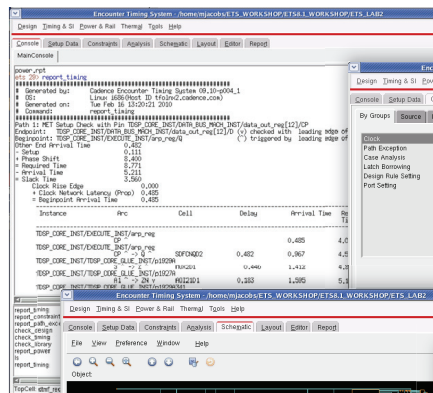 Encounter Timing System - /home/mjacobs/ETS_WORKSHOP/ETS8.1_WORKSHOP/ETS_LAB2
Design Timing & SI Power & Rail Thermal Tools Help
Console Setup Data Constraints Analysis Schematic Layout Editor Report
MainConsole
power.rpt
ets 28> report_timing
# Generated by: Cadence Encounter Timing System 09.10-p004_1
# OS: Linux i686(Host ID tfolnx2.cadence.com)
# Generated on: Tue Feb 16 13:20:21 2010
# Command: report_timing
Path 1: MET Setup Check with Pin TDSP_CORE_INST/DATA_BUS_MACH_INST/data_out_reg[12]/CP
Endpoint: TDSP_CORE_INST/DATA_BUS_MACH_INST/data_out_reg[12]/D (v) checked with leading edge of
Beginpoint: TDSP_CORE_INST/EXECUTE_INST/arp_reg/Q (^) triggered by leading edge of
Other End Arrival Time 0.482
- Setup 0.111
+ Phase Shift 8.400
= Required Time 8.771
- Arrival Time 5.211
= Slack Time 3.560
Clock Rise Edge 0.000
+ Clock Network Latency (Prop) 0.485
= Beginpoint Arrival Time 0.485
Instance Arc Cell Delay Arrival Time
TDSP_CORE_INST/EXECUTE_INST/arp_reg
CP ^ 0.485
TDSP_CORE_INST/EXECUTE_INST/arp_reg
CP ^ -> Q ^ SDFCNQD2 0.482 0.967
TDSP_CORE_INST/TDSP_CORE_GLUE_INST/p1929A
1.412
TDSP_CORE_INST/TDSP_CORE_GLUE_INST/p1927A
A1 ^ -> ZN v AOI21D1 0.183 1.595
Design Timing & SI
Console Setup Data
By Groups Source
Clock
Path Exception
Case Analysis
Latch Borrowing
Design Rule Setting
Port Setting
report_timing
report_constraint
check_design
check_timing
check_library
report_power
ls
report_timing
TopCell:
Encounter Timing System - /home/mjacobs/ETS_WORKSHOP/ETS8.1_WORKSHOP/ETS_LAB2
Design Timing & SI Power & Rail Thermal Tools Help
Console Setup Data Constraints Analysis Schematic Layout Editor Report
File View Preference Window Help
Object: